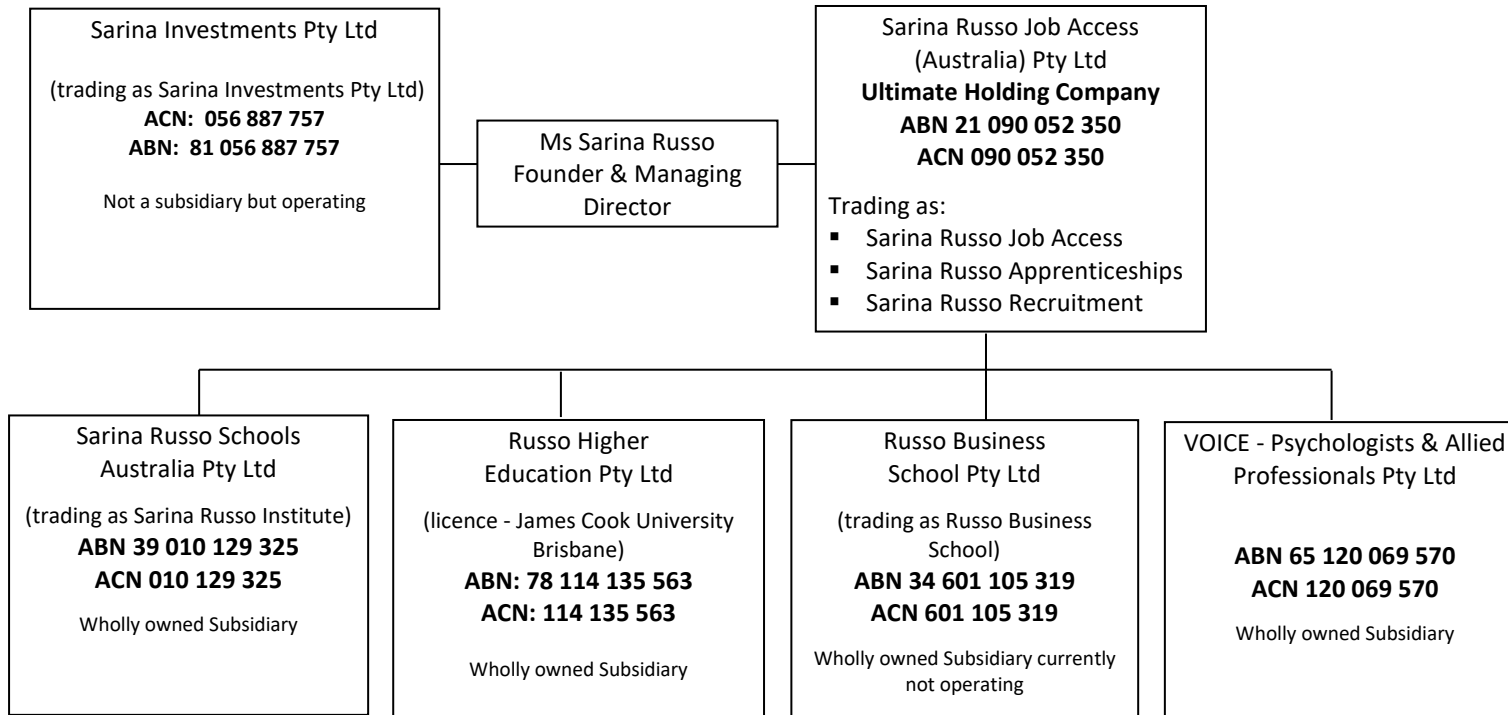 Sarina Investments Pty Ltd
(trading as Sarina Investments Pty Ltd)
ACN: 056 887 757
ABN: 81 056 887 757
Not a subsidiary but operating
Ms Sarina Russo
Founder & Managing
Director
Sarina Russo Job Access
(Australia) Pty Ltd
Ultimate Holding Company
ABN 21 090 052 350
ACN 090 052 350
Trading as:
▪ Sarina Russo Job Access
▪ Sarina Russo Apprenticeships
▪ Sarina Russo Recruitment
Sarina Russo Schools
Australia Pty Ltd
(trading as Sarina Russo Institute)
ABN 39 010 129 325
ACN 010 129 325
Wholly owned Subsidiary
Russo Higher
Education Pty Ltd
(licence - James Cook University
Brisbane)
ABN: 78 114 135 563
ACN: 114 135 563
Wholly owned Subsidiary
Russo Business
School Pty Ltd
(trading as Russo Business
School)
ABN 34 601 105 319
ACN 601 105 319
Wholly owned Subsidiary currently
not operating
VOICE - Psychologists & Allied
Professionals Pty Ltd
ABN 65 120 069 570
ACN 120 069 570
Wholly owned Subsidiary